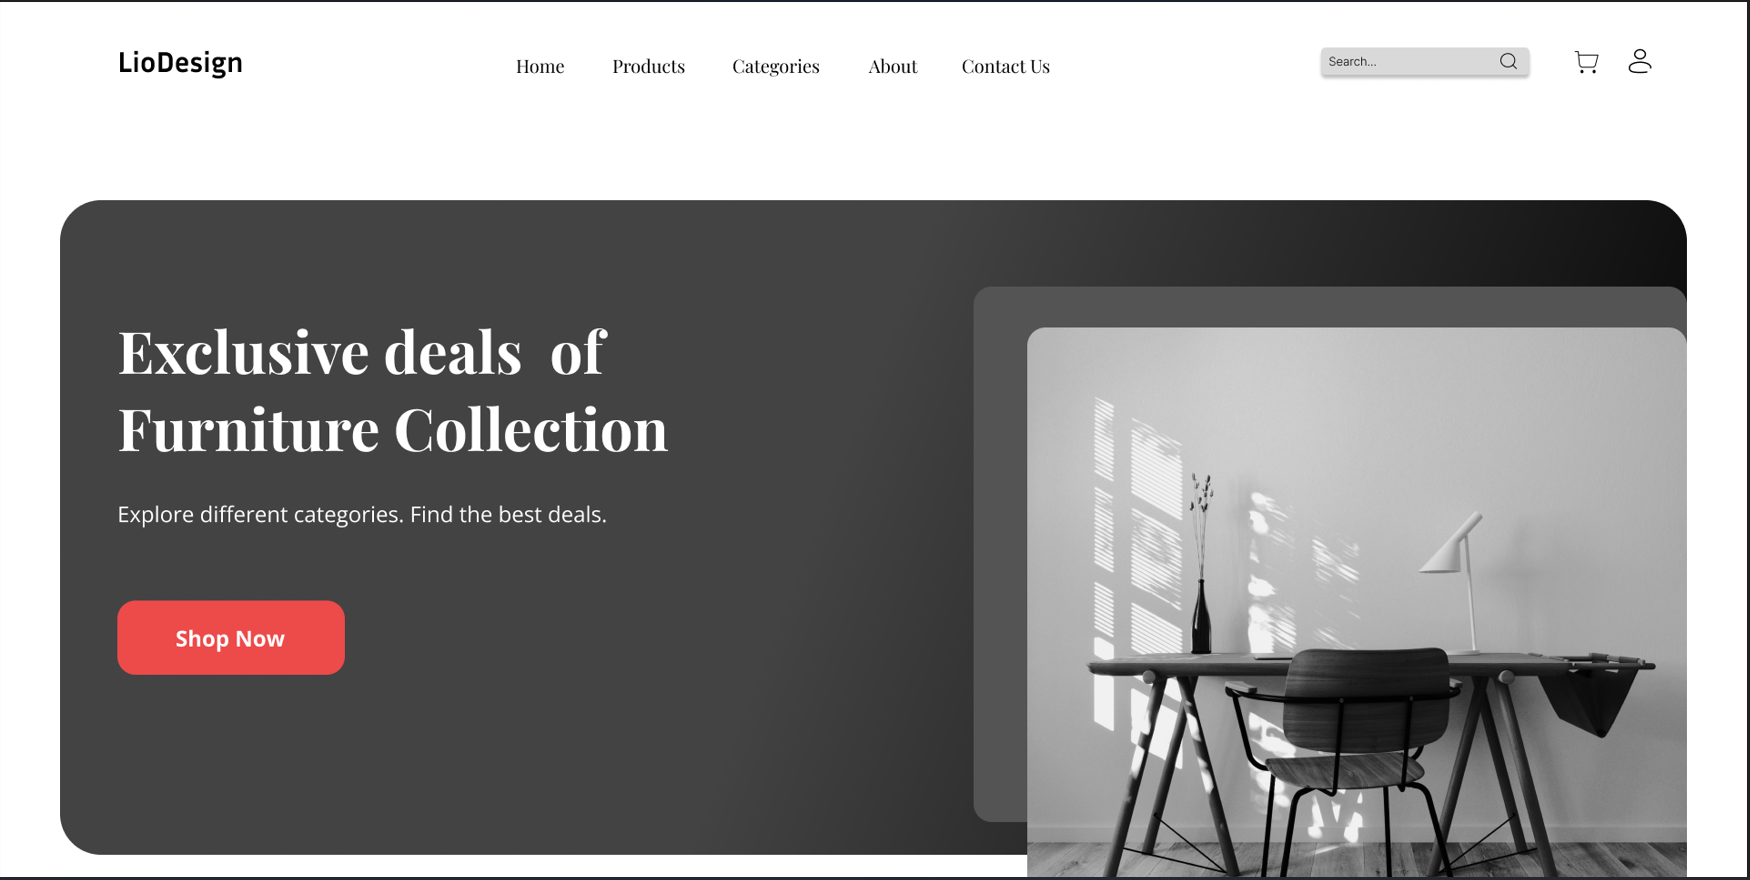 LioDesign
Home Products Categories About Contact Us
Search...
Exclusive deals  of
Furniture Collection
Explore different categories. Find the best deals.
Shop Now